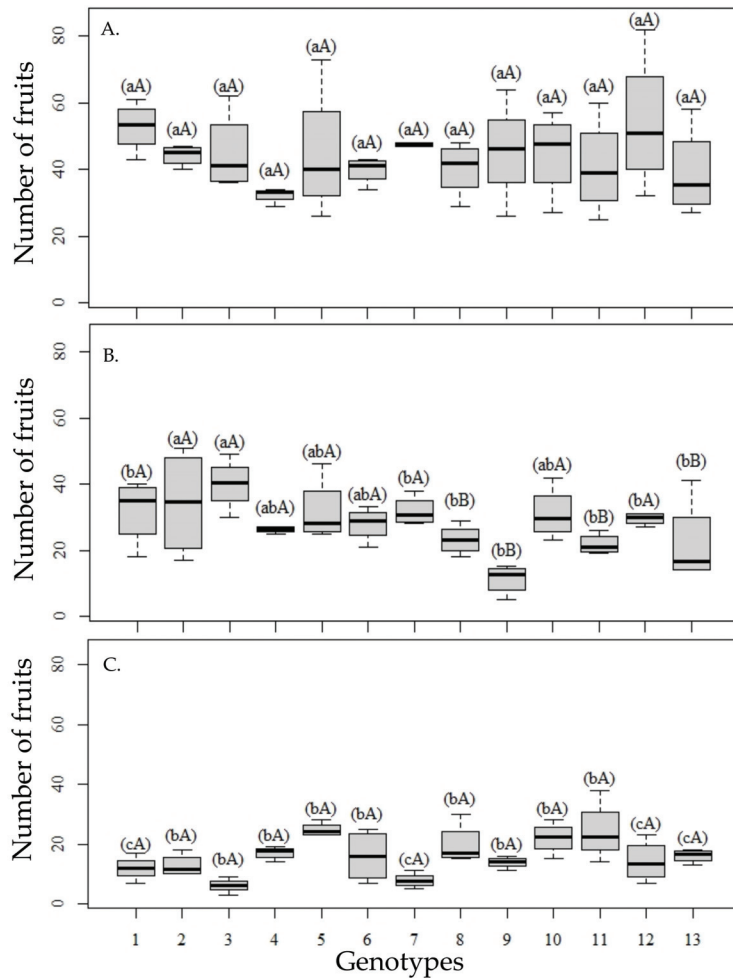 A.
Number of fruits
80
60
40
20
0
(aA) (aA) (aA) (aA) (aA) (aA) (aA) (aA) (aA) (aA) (aA) (aA) (aA)
B.
Number of fruits
80
60
40
20
0
(bA) (aA) (aA) (abA) (abA) (abA) (bA) (bB) (bB) (abA) (bB) (bA) (bB)
C.
Number of fruits
80
60
40
20
0
(cA) (bA) (bA) (bA) (bA) (bA) (cA) (bA) (bA) (bA) (bA) (cA) (cA)
1 2 3 4 5 6 7 8 9 10 11 12 13
Genotypes